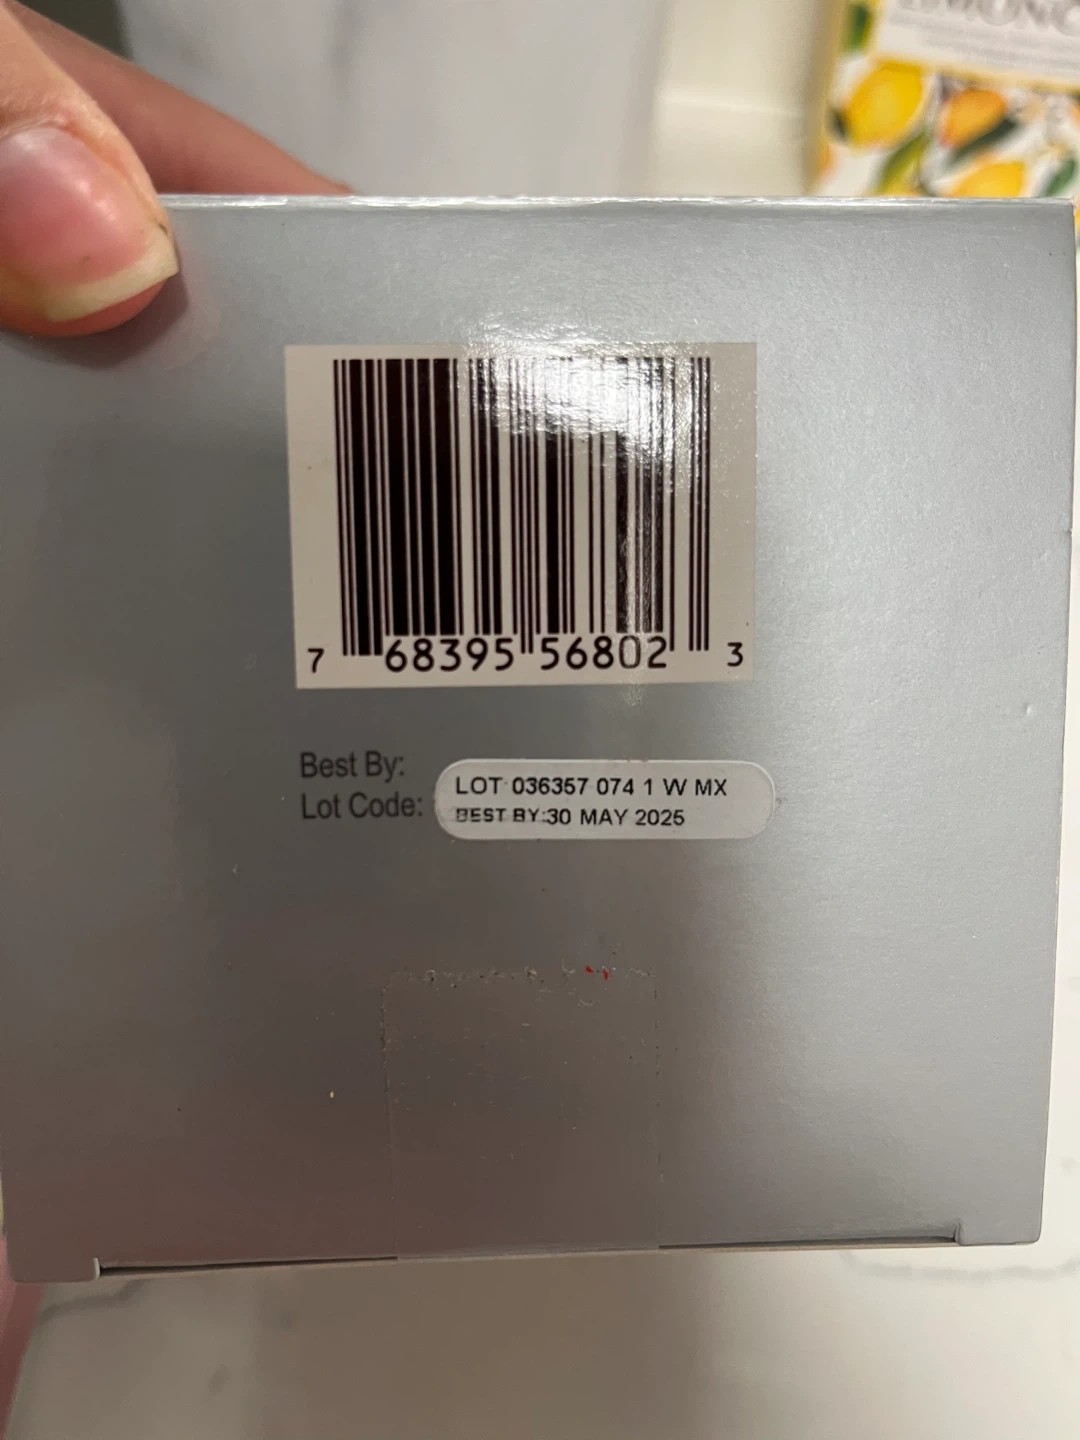 7 68395 56802 3
Best By:
Lot Code:
LOT 036357 074 1 W MX
BEST BY:30 MAY 2025